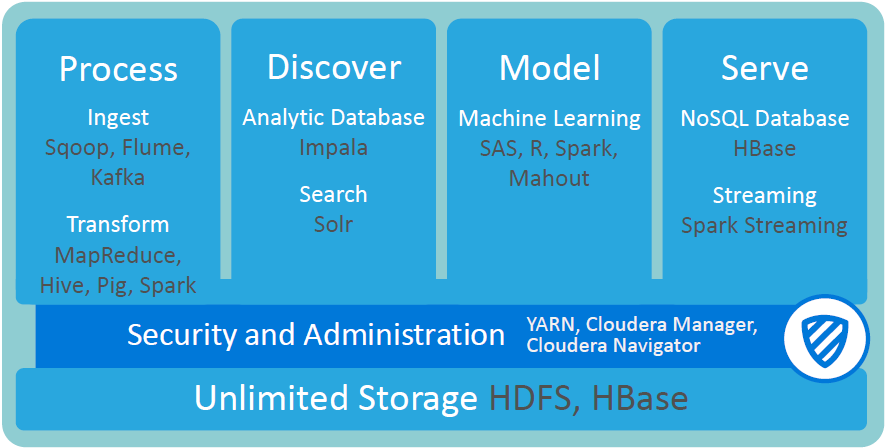 Process
Ingest
Sqoop, Flume,
Kafka
Transform
MapReduce,
Hive, Pig, Spark
Discover
Analytic Database
Impala
Search
Solr
Model
Machine Learning
SAS, R, Spark,
Mahout
Serve
NoSQL Database
HBase
Streaming
Spark Streaming
Security and Administration
YARN, Cloudera Manager,
Cloudera Navigator
Unlimited Storage HDFS, HBase